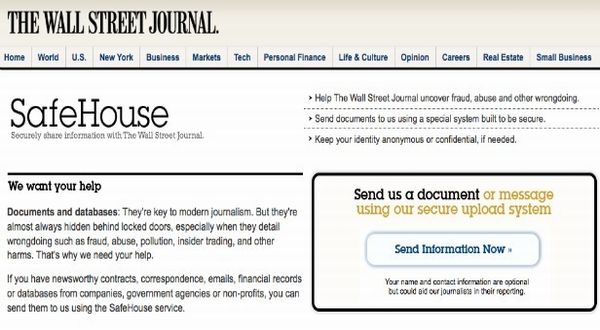 THE WALL STREET JOURNAL.
Home World U.S. New York Business Markets Tech Personal Finance Life & Culture Opinion Careers Real Estate Small Business
SafeHouse
Securely share information with The Wall Street Journal.
› Help The Wall Street Journal uncover fraud, abuse and other wrongdoing.
› Send documents to us using a special system built to be secure.
› Keep your identity anonymous or confidential, if needed.
We want your help
Documents and databases: They're key to modern journalism. But they're
almost always hidden behind locked doors, especially when they detail
wrongdoing such as fraud, abuse, pollution, insider trading, and other
harms. That's why we need your help.
If you have newsworthy contracts, correspondence, emails, financial records
or databases from companies, government agencies or non-profits, you can
send them to us using the SafeHouse service.
Send us a document or message
using our secure upload system
Send Information Now »
Your name and contact information are optional
but could aid our journalists in their reporting.